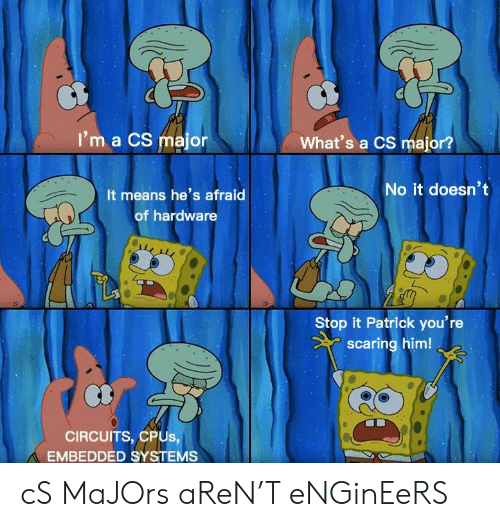 I'm a CS major
What's a CS major?
It means he's afraid
of hardware
No it doesn't
CIRCUITS, CPUs,
EMBEDDED SYSTEMS
Stop it Patrick you're
scaring him!
cS MaJOrs aReN'T eNGinEeRS